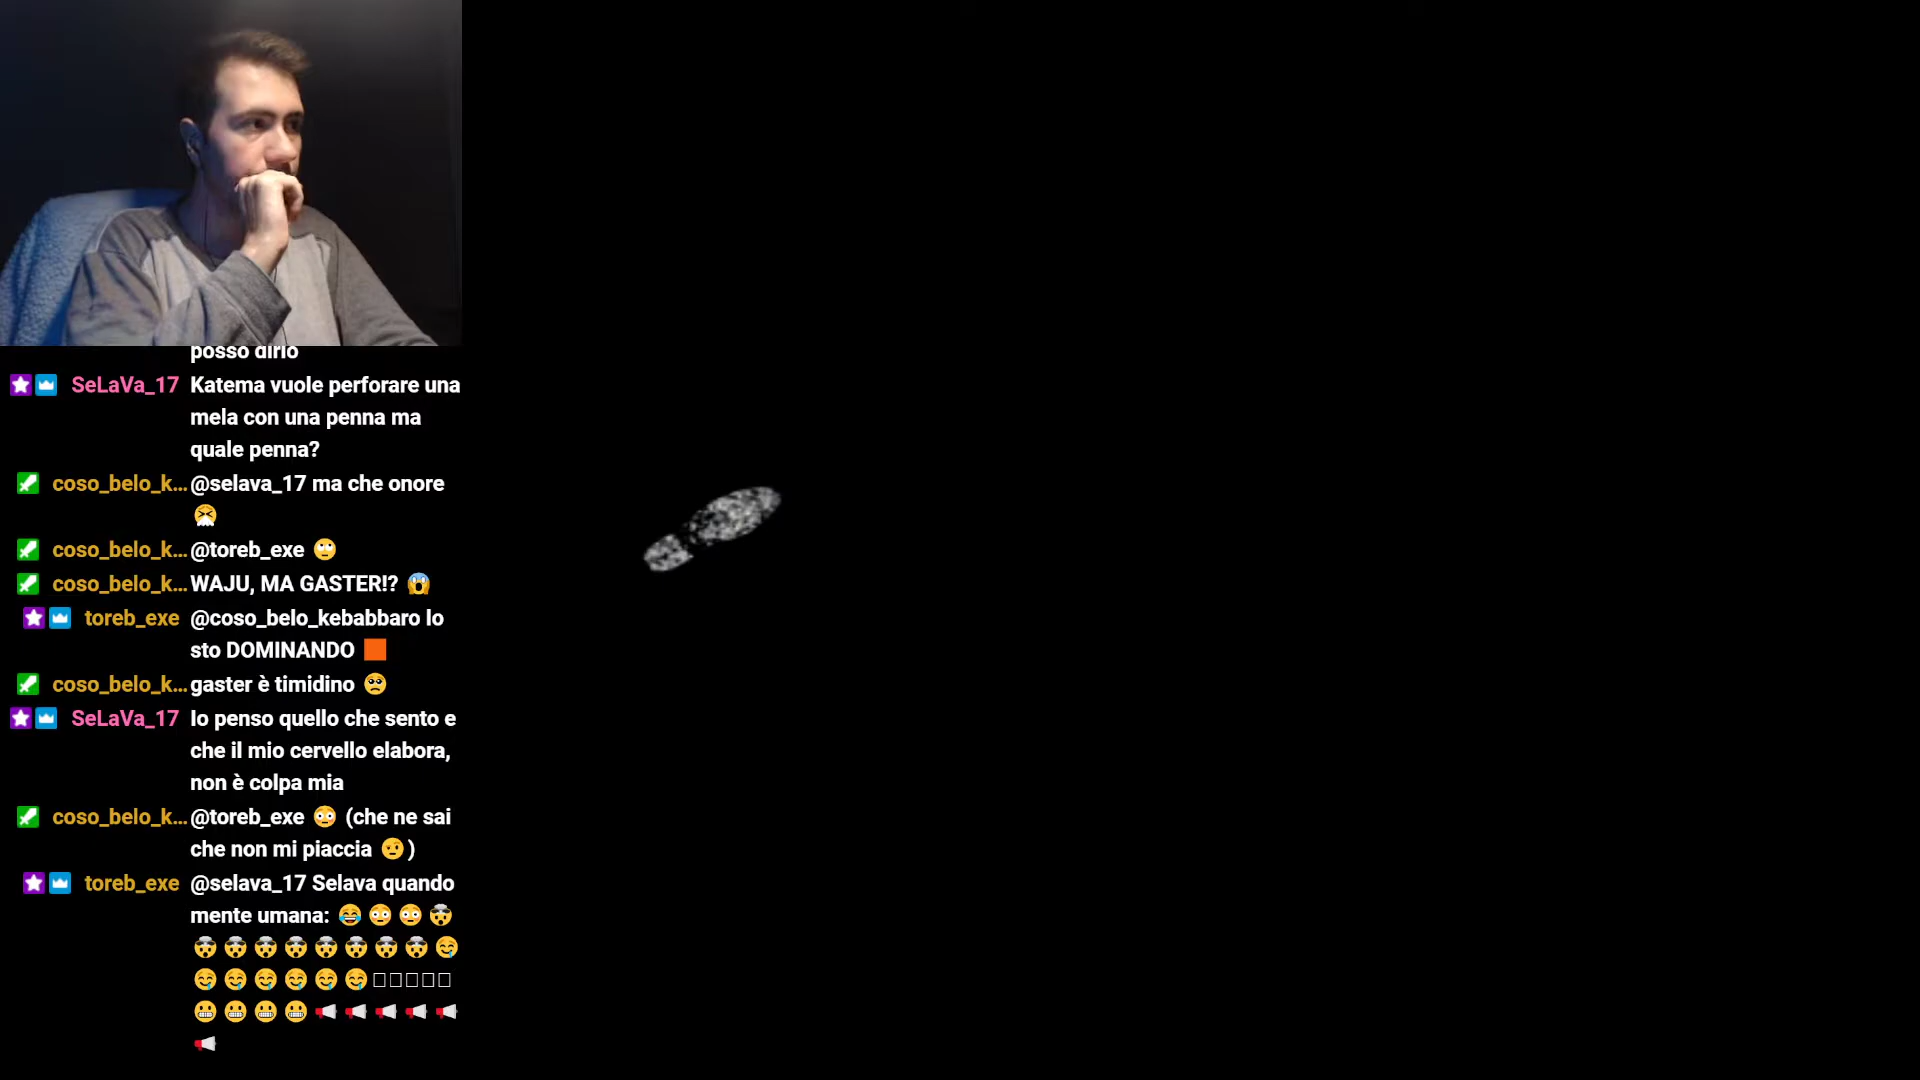 posso dirlo
SeLaVa_17 Katema vuole perforare una
mela con una penna ma
quale penna?
coso_belo_k... @selava_17 ma che onore
😤
coso_belo_k... @toreb_exe 🙄
coso_belo_k... WAJU, MA GASTER!? 😱
toreb_exe @coso_belo_kebabbaro lo
sto DOMINANDO 🟧
coso_belo_k... gaster è timidino 🥺
SeLaVa_17 Io penso quello che sento e
che il mio cervello elabora,
non è colpa mia
coso_belo_k... @toreb_exe 😳 (che ne sai
che non mi piaccia 🤨)
toreb_exe @selava_17 Selava quando
mente umana: 😂😳😳🤯
🤯🤯🤯🤯🤯🤯🤯🤯🤤
🤤🤤🤤🤤🤤🤤□□□□□
😬😬😬😬📢📢📢📢📢
📢